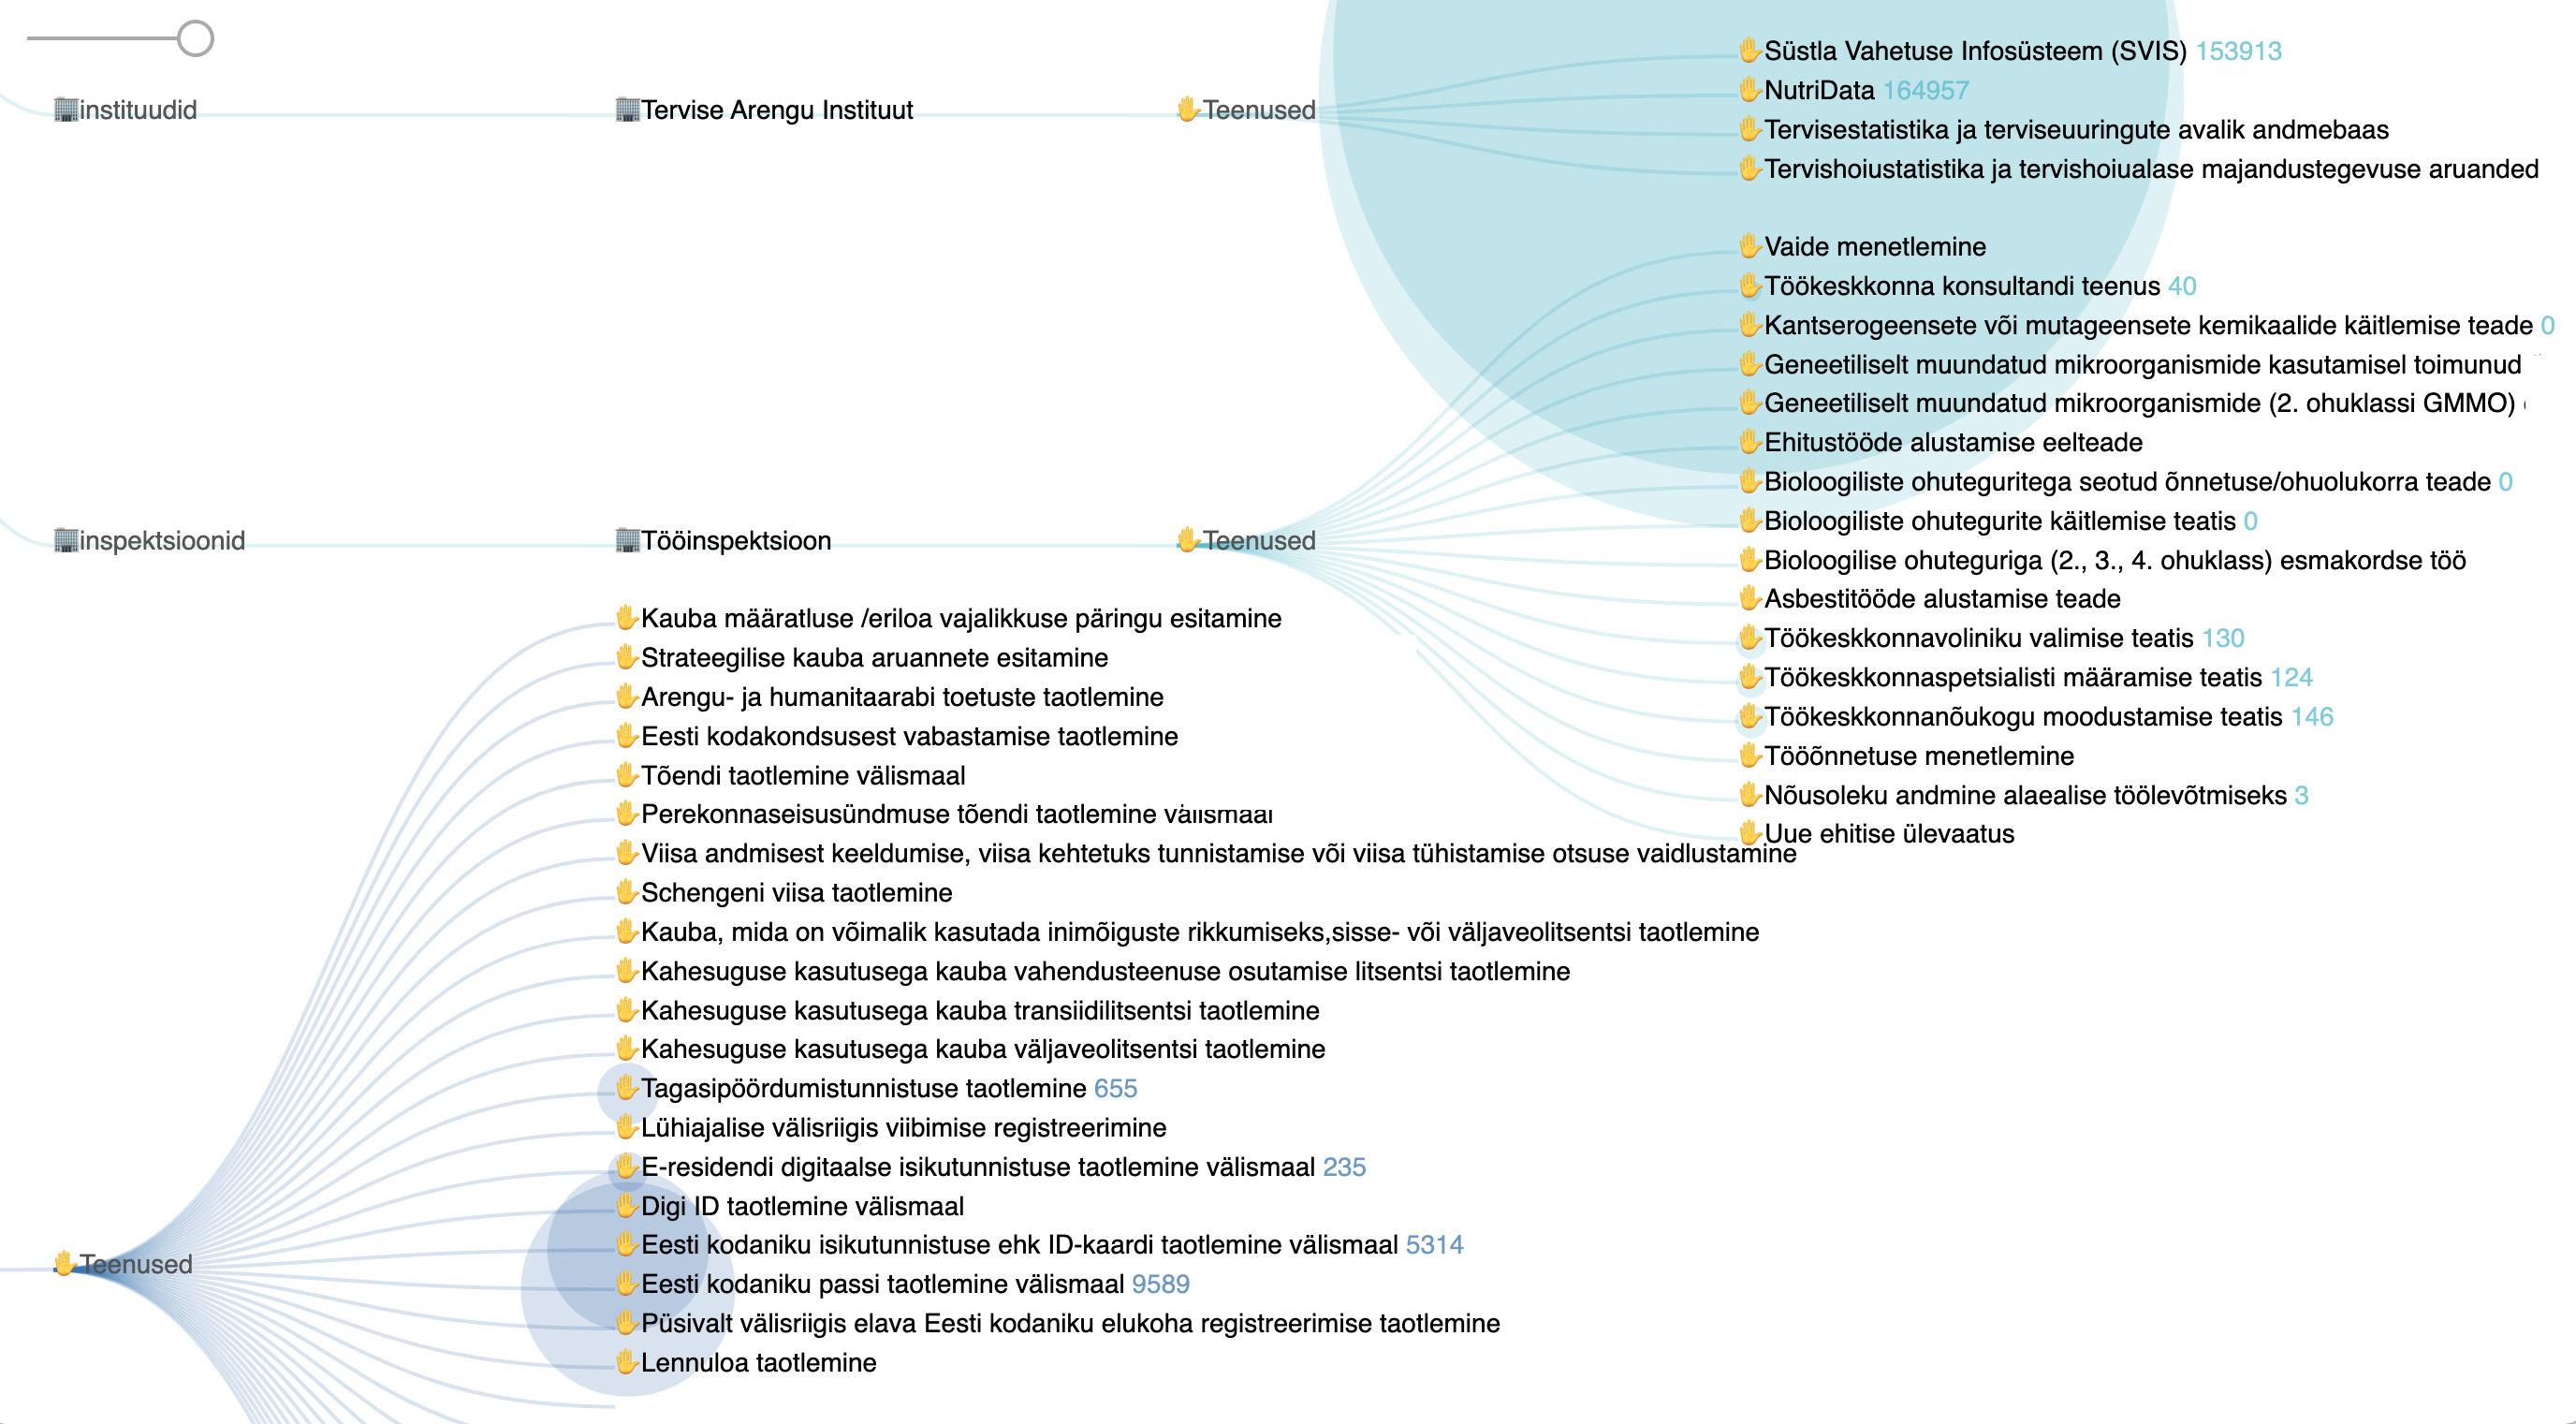 instituudid
Tervise Arengu Instituut
Teenused
Süstla Vahetuse Infosüsteem (SVIS) 153913
NutriData 164957
Tervisestatistika ja terviseuuringute avalik andmebaas
Tervishoiustatistika ja tervishoiualase majandustegevuse aruanded
inspektsioonid
Tööinspektsioon
Teenused
Vaide menetlemine
Töökeskkonna konsultandi teenus 40
Kantserogeensete või mutageensete kemikaalide käitlemise teade 0
Geneetiliselt muundatud mikroorganismide kasutamisel toimunud
Geneetiliselt muundatud mikroorganismide (2. ohuklassi GMMO)
Ehitustööde alustamise eelteade
Bioloogiliste ohuteguritega seotud õnnetuse/ohuolukorra teade 0
Bioloogiliste ohutegurite käitlemise teatis 0
Bioloogilise ohuteguriga (2., 3., 4. ohuklass) esmakordse töö
Asbestitööde alustamise teade
Töökeskkonnavoliniku valimise teatis 130
Töökeskkonnaspetsialisti määramise teatis 124
Töökeskkonnanõukogu moodustamise teatis 146
Tööõnnetuse menetlemine
Nõusoleku andmine alaealise töölevõtmiseks 3
Uue ehitise ülevaatus
Teenused
Kauba määratluse /eriloa vajalikkuse päringu esitamine
Strateegilise kauba aruannete esitamine
Arengu- ja humanitaarabi toetuste taotlemine
Eesti kodakondsusest vabastamise taotlemine
Tõendi taotlemine välismaal
Perekonnaseisusündmuse tõendi taotlemine välismaal
Viisa andmisest keeldumise, viisa kehtetuks tunnistamise või viisa tühistamise otsuse vaidlustamine
Schengeni viisa taotlemine
Kauba, mida on võimalik kasutada inimõiguste rikkumiseks,sisse- või väljaveolitsentsi taotlemine
Kahesuguse kasutusega kauba vahendusteenuse osutamise litsentsi taotlemine
Kahesuguse kasutusega kauba transiidilitsentsi taotlemine
Kahesuguse kasutusega kauba väljaveolitsentsi taotlemine
Tagasipöördumistunnistuse taotlemine 655
Lühiajalise välisriigis viibimise registreerimine
E-residendi digitaalse isikutunnistuse taotlemine välismaal 235
Digi ID taotlemine välismaal
Eesti kodaniku isikutunnistuse ehk ID-kaardi taotlemine välismaal 5314
Eesti kodaniku passi taotlemine välismaal 9589
Püsivalt välisriigis elava Eesti kodaniku elukoha registreerimise taotlemine
Lennuloa taotlemine